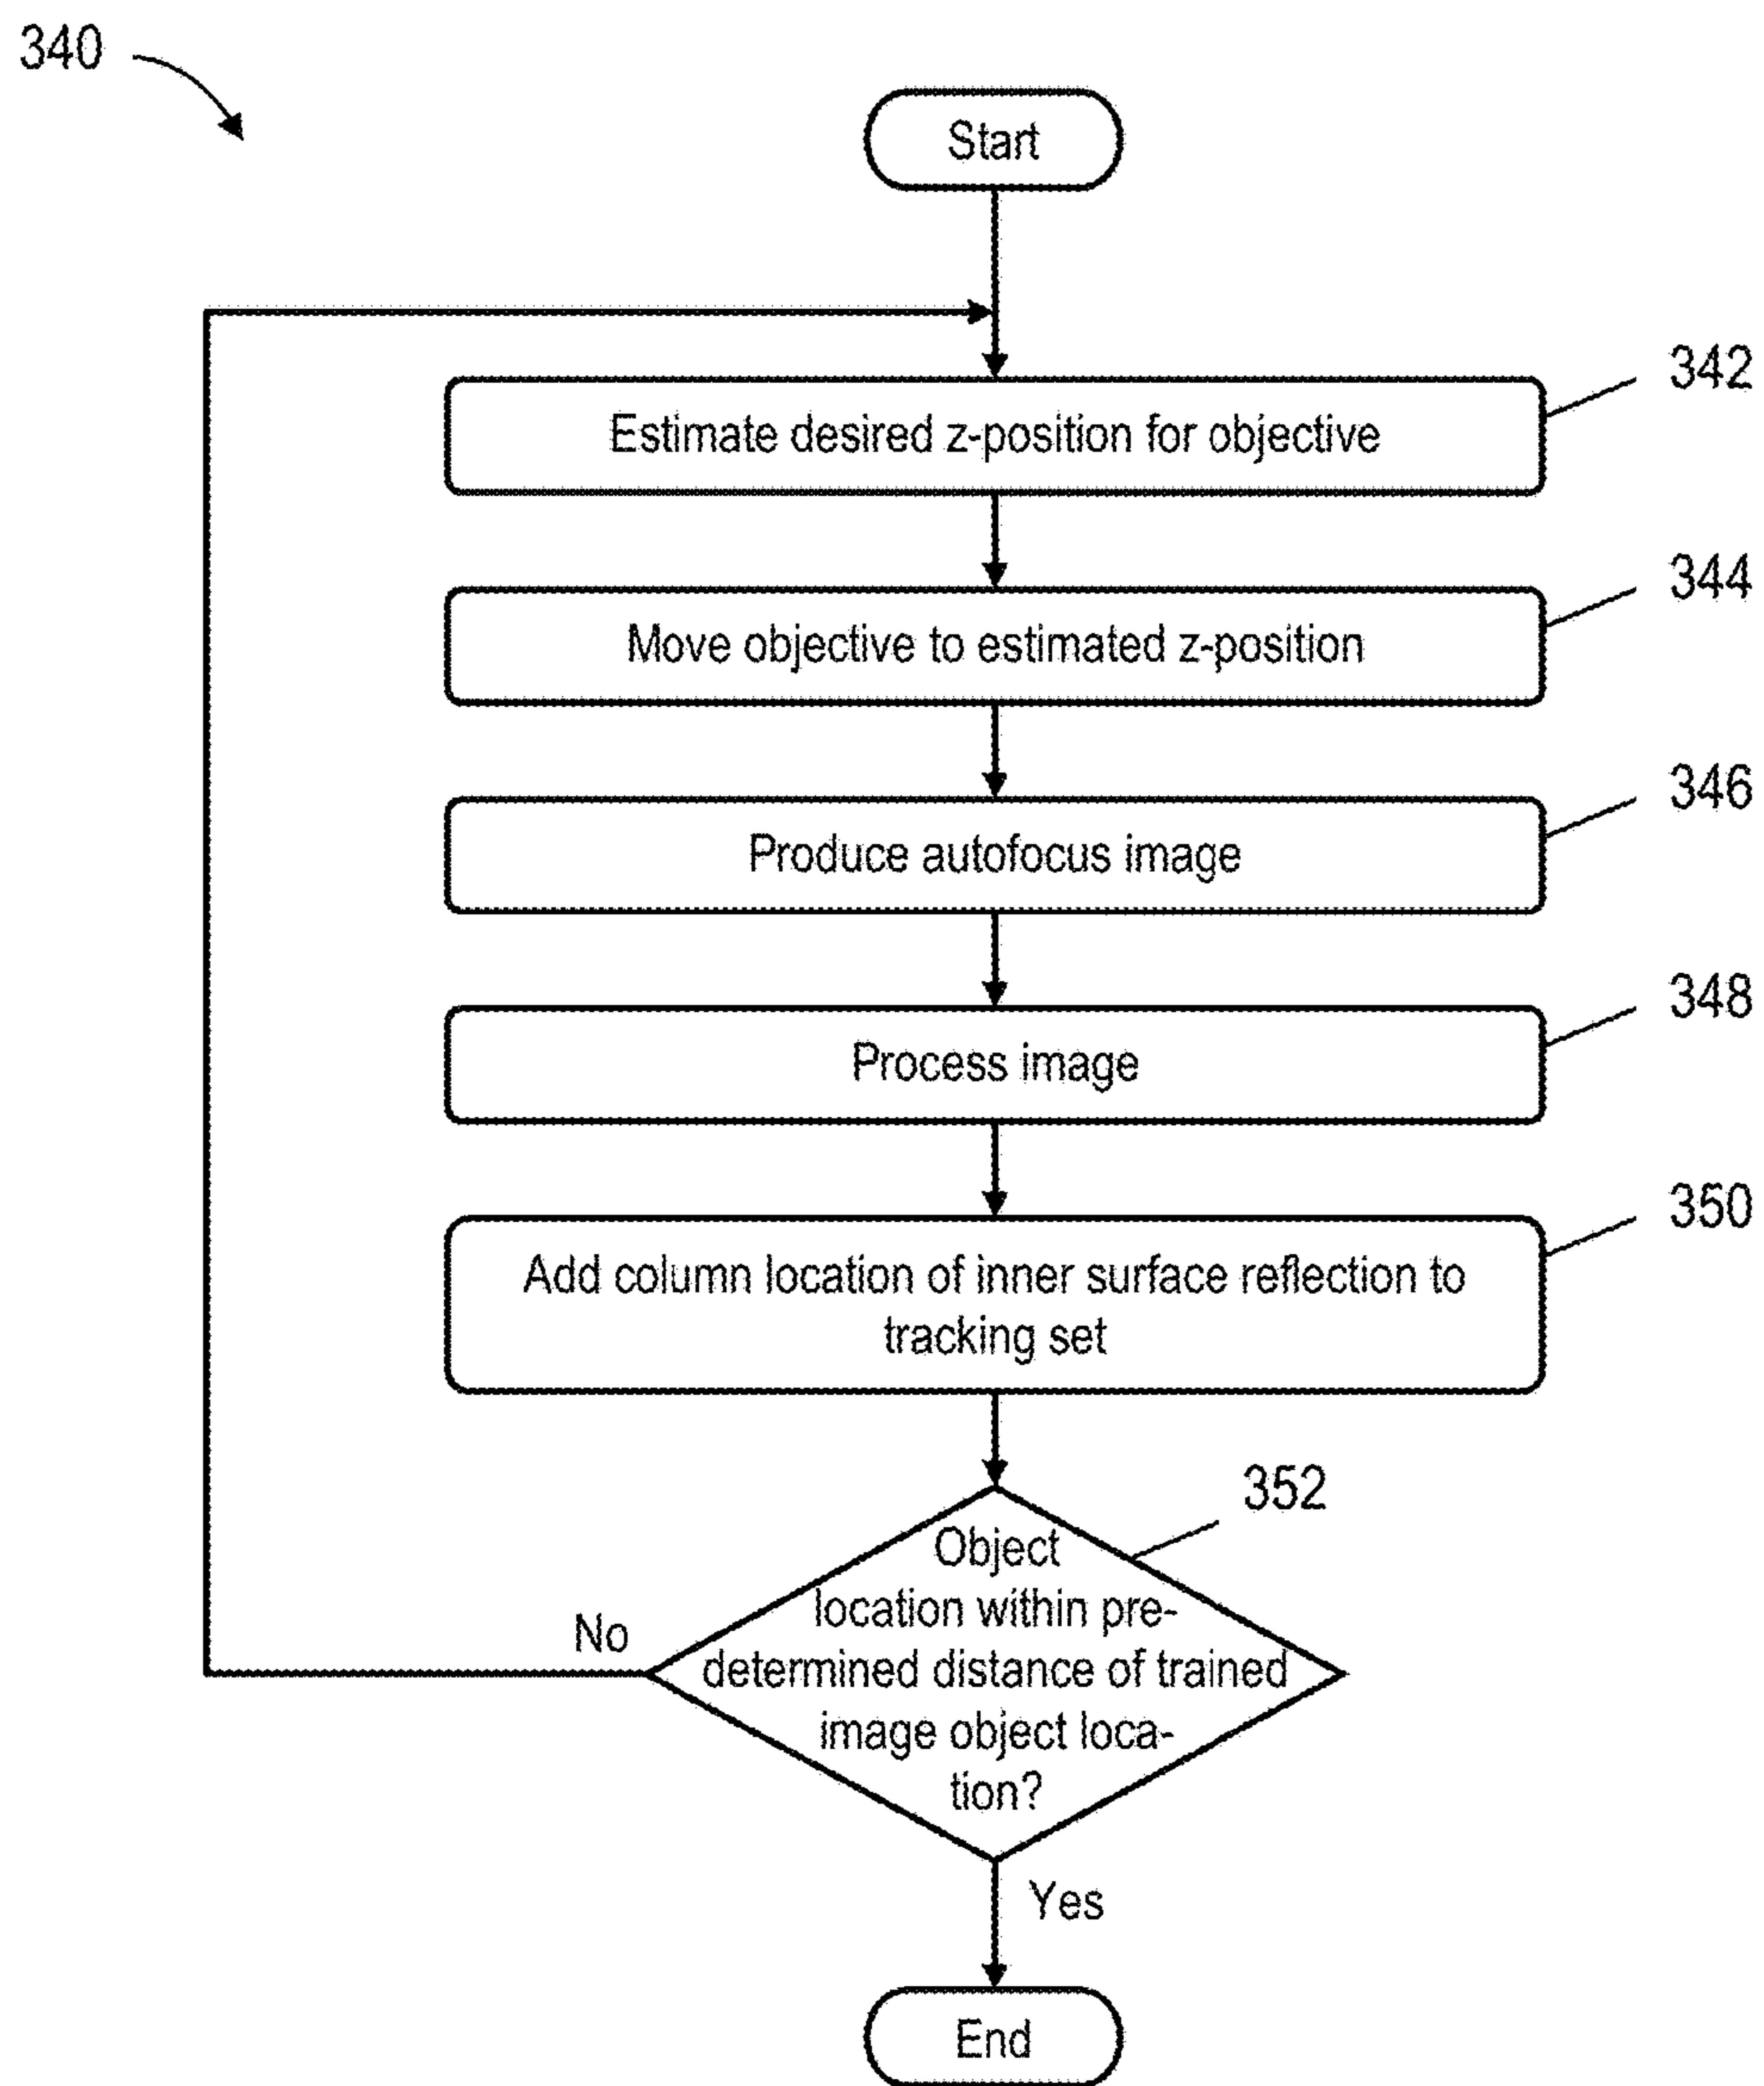 340
Start
342
Estimate desired z-position for objective
344
Move objective to estimated z-position
346
Produce autofocus image
348
Process image
350
Add column location of inner surface reflection to
tracking set
352
Object
location within pre-
determined distance of trained
image object loca-
tion?
No
Yes
End